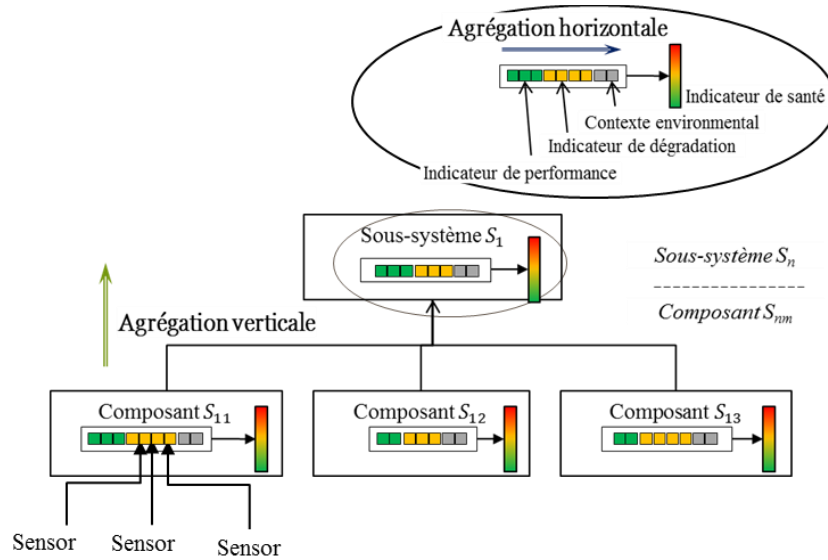 Agrégation horizontale
Indicateur de santé
Contexte environmental
Indicateur de dégradation
Indicateur de performance
Sous-système S₁
Sous-système Sₙ
----------------
Composant Sₙₘ
Agrégation verticale
Composant S₁₁
Composant S₁₂
Composant S₁₃
Sensor
Sensor
Sensor